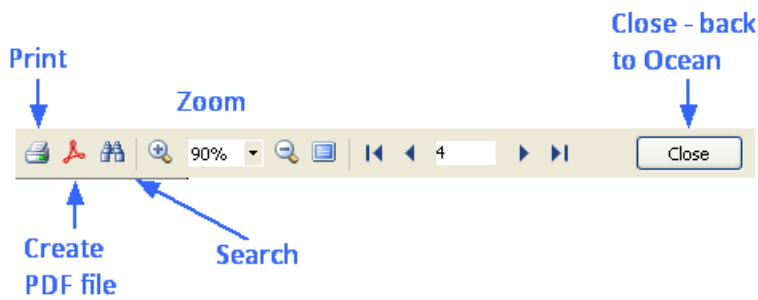 Close - back
to Ocean
Print
Zoom
90%
4
Close
Create
PDF file
Search